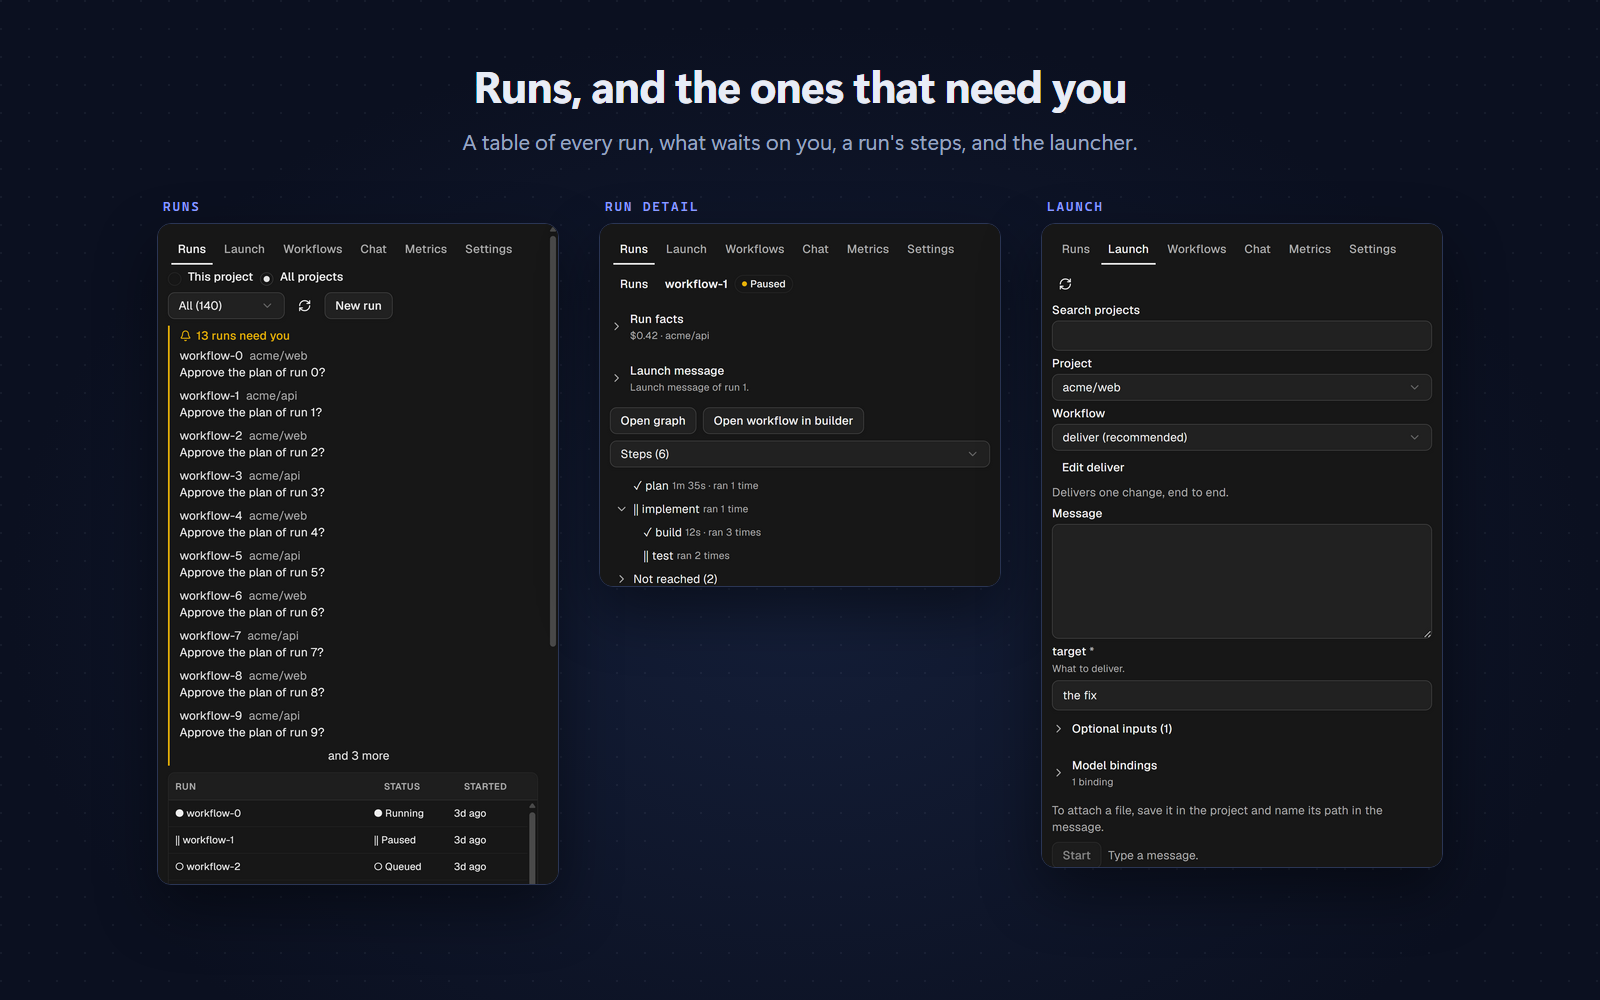 Runs, and the ones that need you
A table of every run, what waits on you, a run's steps, and the launcher.
RUNS
Runs Launch Workflows Chat Metrics Settings
This project All projects
All (140) New run
13 runs need you
workflow-0 acme/web
Approve the plan of run 0?
workflow-1 acme/api
Approve the plan of run 1?
workflow-2 acme/web
Approve the plan of run 2?
workflow-3 acme/api
Approve the plan of run 3?
workflow-4 acme/web
Approve the plan of run 4?
workflow-5 acme/api
Approve the plan of run 5?
workflow-6 acme/web
Approve the plan of run 6?
workflow-7 acme/api
Approve the plan of run 7?
workflow-8 acme/web
Approve the plan of run 8?
workflow-9 acme/api
Approve the plan of run 9?
and 3 more
RUN STATUS STARTED
workflow-0 Running 3d ago
workflow-1 Paused 3d ago
workflow-2 Queued 3d ago
RUN DETAIL
Runs Launch Workflows Chat Metrics Settings
Runs workflow-1 Paused
Run facts
$0.42 · acme/api
Launch message
Launch message of run 1.
Open graph Open workflow in builder
Steps (6)
✓ plan 1m 35s · ran 1 time
implement ran 1 time
✓ build 12s · ran 3 times
test ran 2 times
Not reached (2)
LAUNCH
Runs Launch Workflows Chat Metrics Settings
Search projects
Project
acme/web
Workflow
deliver (recommended)
Edit deliver
Delivers one change, end to end.
Message
target *
What to deliver.
the fix
Optional inputs (1)
Model bindings
1 binding
To attach a file, save it in the project and name its path in the
message.
Start Type a message.